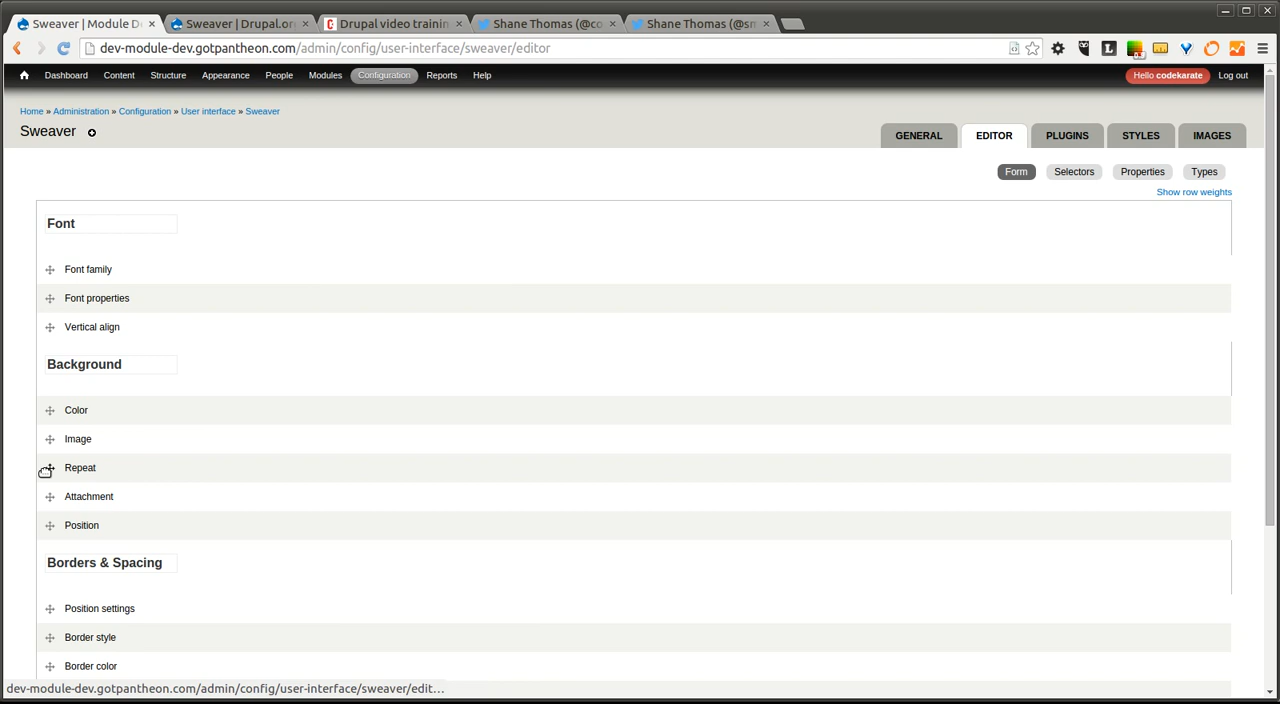 Sweaver | Module D
Sweaver | Drupal.or
Drupal video trainin
Shane Thomas (@co
Shane Thomas (@sm
dev-module-dev.gotpantheon.com/admin/config/user-interface/sweaver/editor
Dashboard Content Structure Appearance People Modules Configuration Reports Help Hello codekarate Log out
Home » Administration » Configuration » User interface » Sweaver
Sweaver
GENERAL EDITOR PLUGINS STYLES IMAGES
Form Selectors Properties Types
Show row weights
Font
Font family
Font properties
Vertical align
Background
Color
Image
Repeat
Attachment
Position
Borders & Spacing
Position settings
Border style
Border color
dev-module-dev.gotpantheon.com/admin/config/user-interface/sweaver/edit...